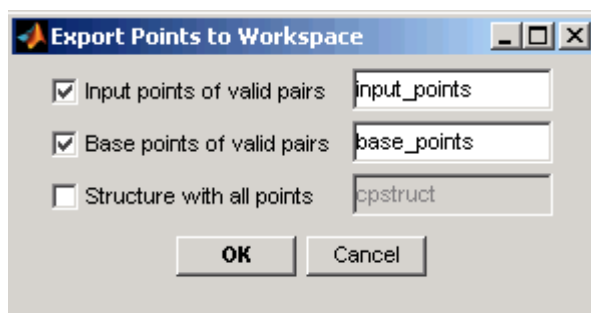 Export Points to Workspace
Input points of valid pairs input_points
Base points of valid pairs base_points
Structure with all points cpstruct
OK Cancel